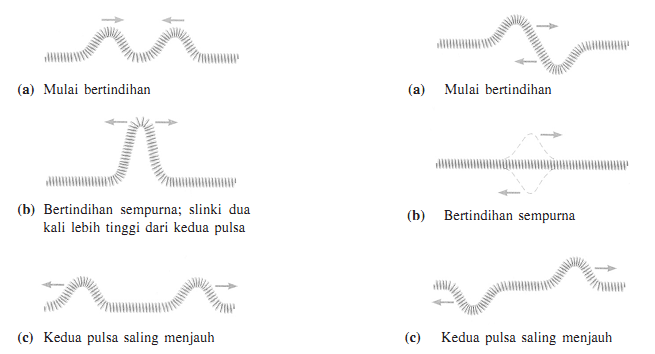 (a) Mulai bertindihan
(b) Bertindihan sempurna; slinki dua
kali lebih tinggi dari kedua pulsa
(c) Kedua pulsa saling menjauh
(a) Mulai bertindihan
(b) Bertindihan sempurna
(c) Kedua pulsa saling menjauh